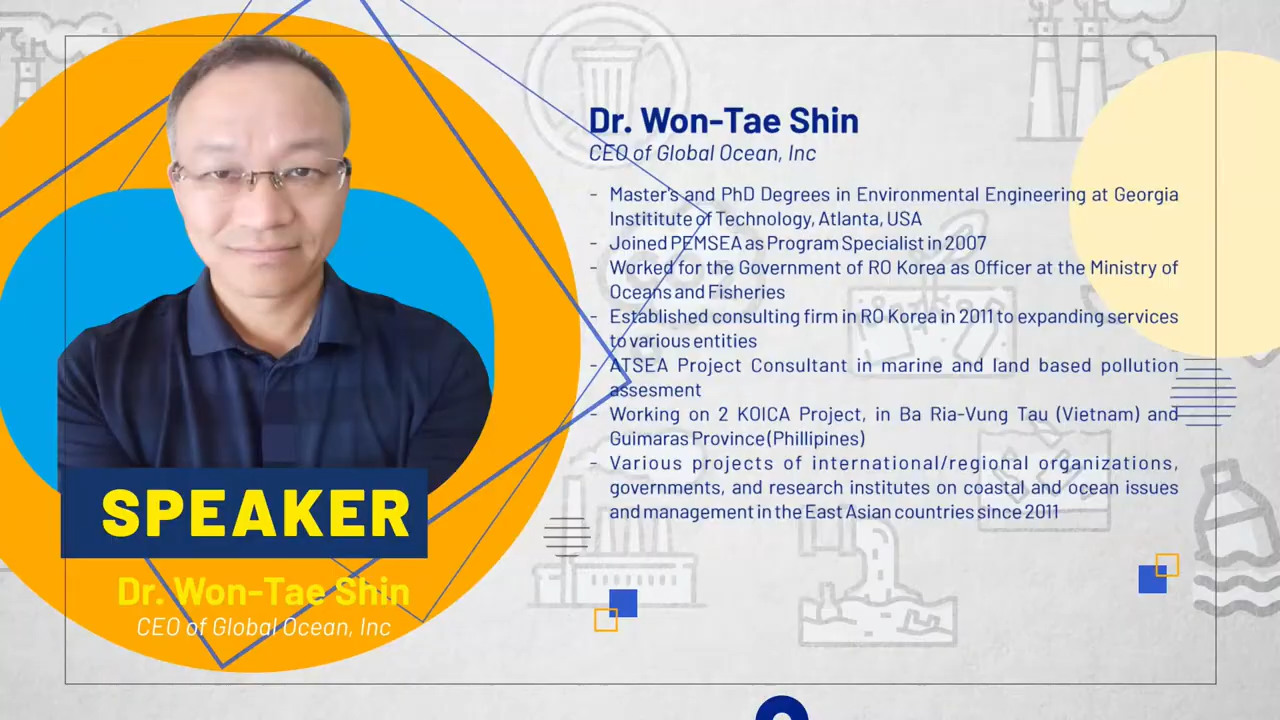 Dr. Won-Tae Shin
CEO of Global Ocean, Inc
- Master's and PhD Degrees in Environmental Engineering at Georgia
Instititute of Technology, Atlanta, USA
- Joined PEMSEA as Program Specialist in 2007
- Worked for the Government of RO Korea as Officer at the Ministry of
Oceans and Fisheries
- Established consulting firm in RO Korea in 2011 to expanding services
to various entities
- ATSEA Project Consultant in marine and land based pollution
assesment
- Working on 2 KOICA Project, in Ba Ria-Vung Tau (Vietnam) and
Guimaras Province (Phillipines)
- Various projects of international/regional organizations,
governments, and research institutes on coastal and ocean issues
and management in the East Asian countries since 2011
SPEAKER
Dr. Won-Tae Shin
CEO of Global Ocean, Inc